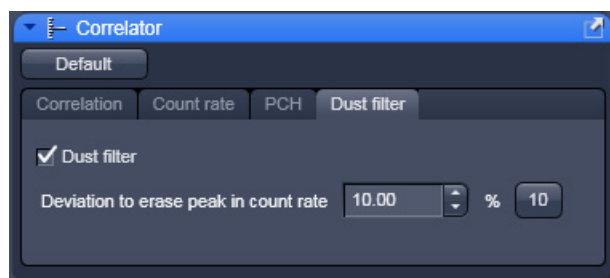 Correlator
Default
Correlation Count rate PCH Dust filter
Dust filter
Deviation to erase peak in count rate 10.00 % 10